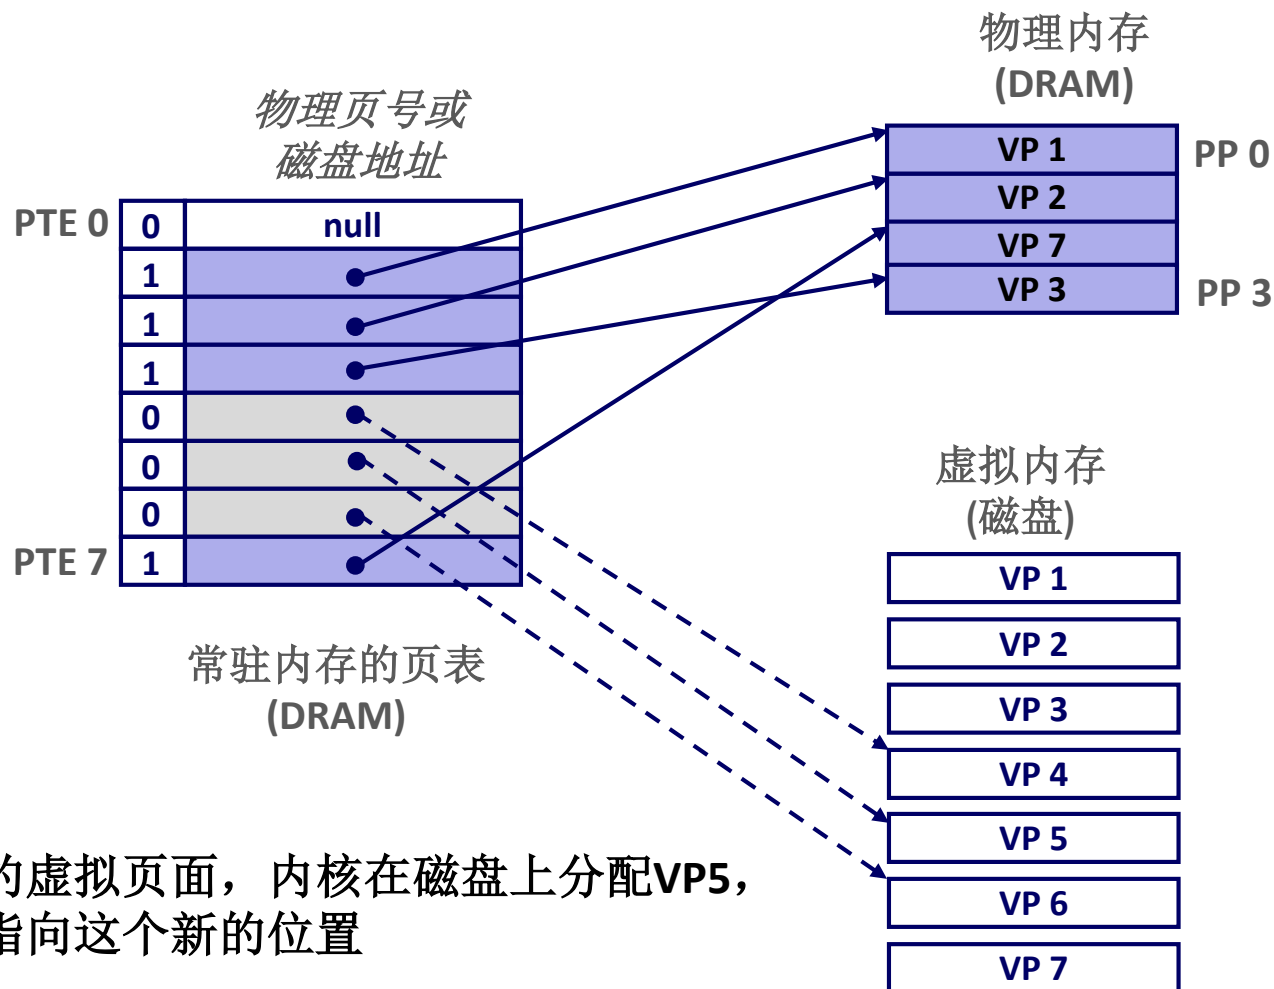 物理内存
(DRAM)
物理页号或
磁盘地址
VP 1
PP 0
VP 2
PTE 0
0
null
VP 7
1
VP 3
PP 3
1
1
0
0
0
PTE 7
1
虚拟内存
(磁盘)
VP 1
VP 2
VP 3
VP 4
VP 5
VP 6
VP 7
常驻内存的页表
(DRAM)
的虚拟页面，内核在磁盘上分配VP5，
指向这个新的位置